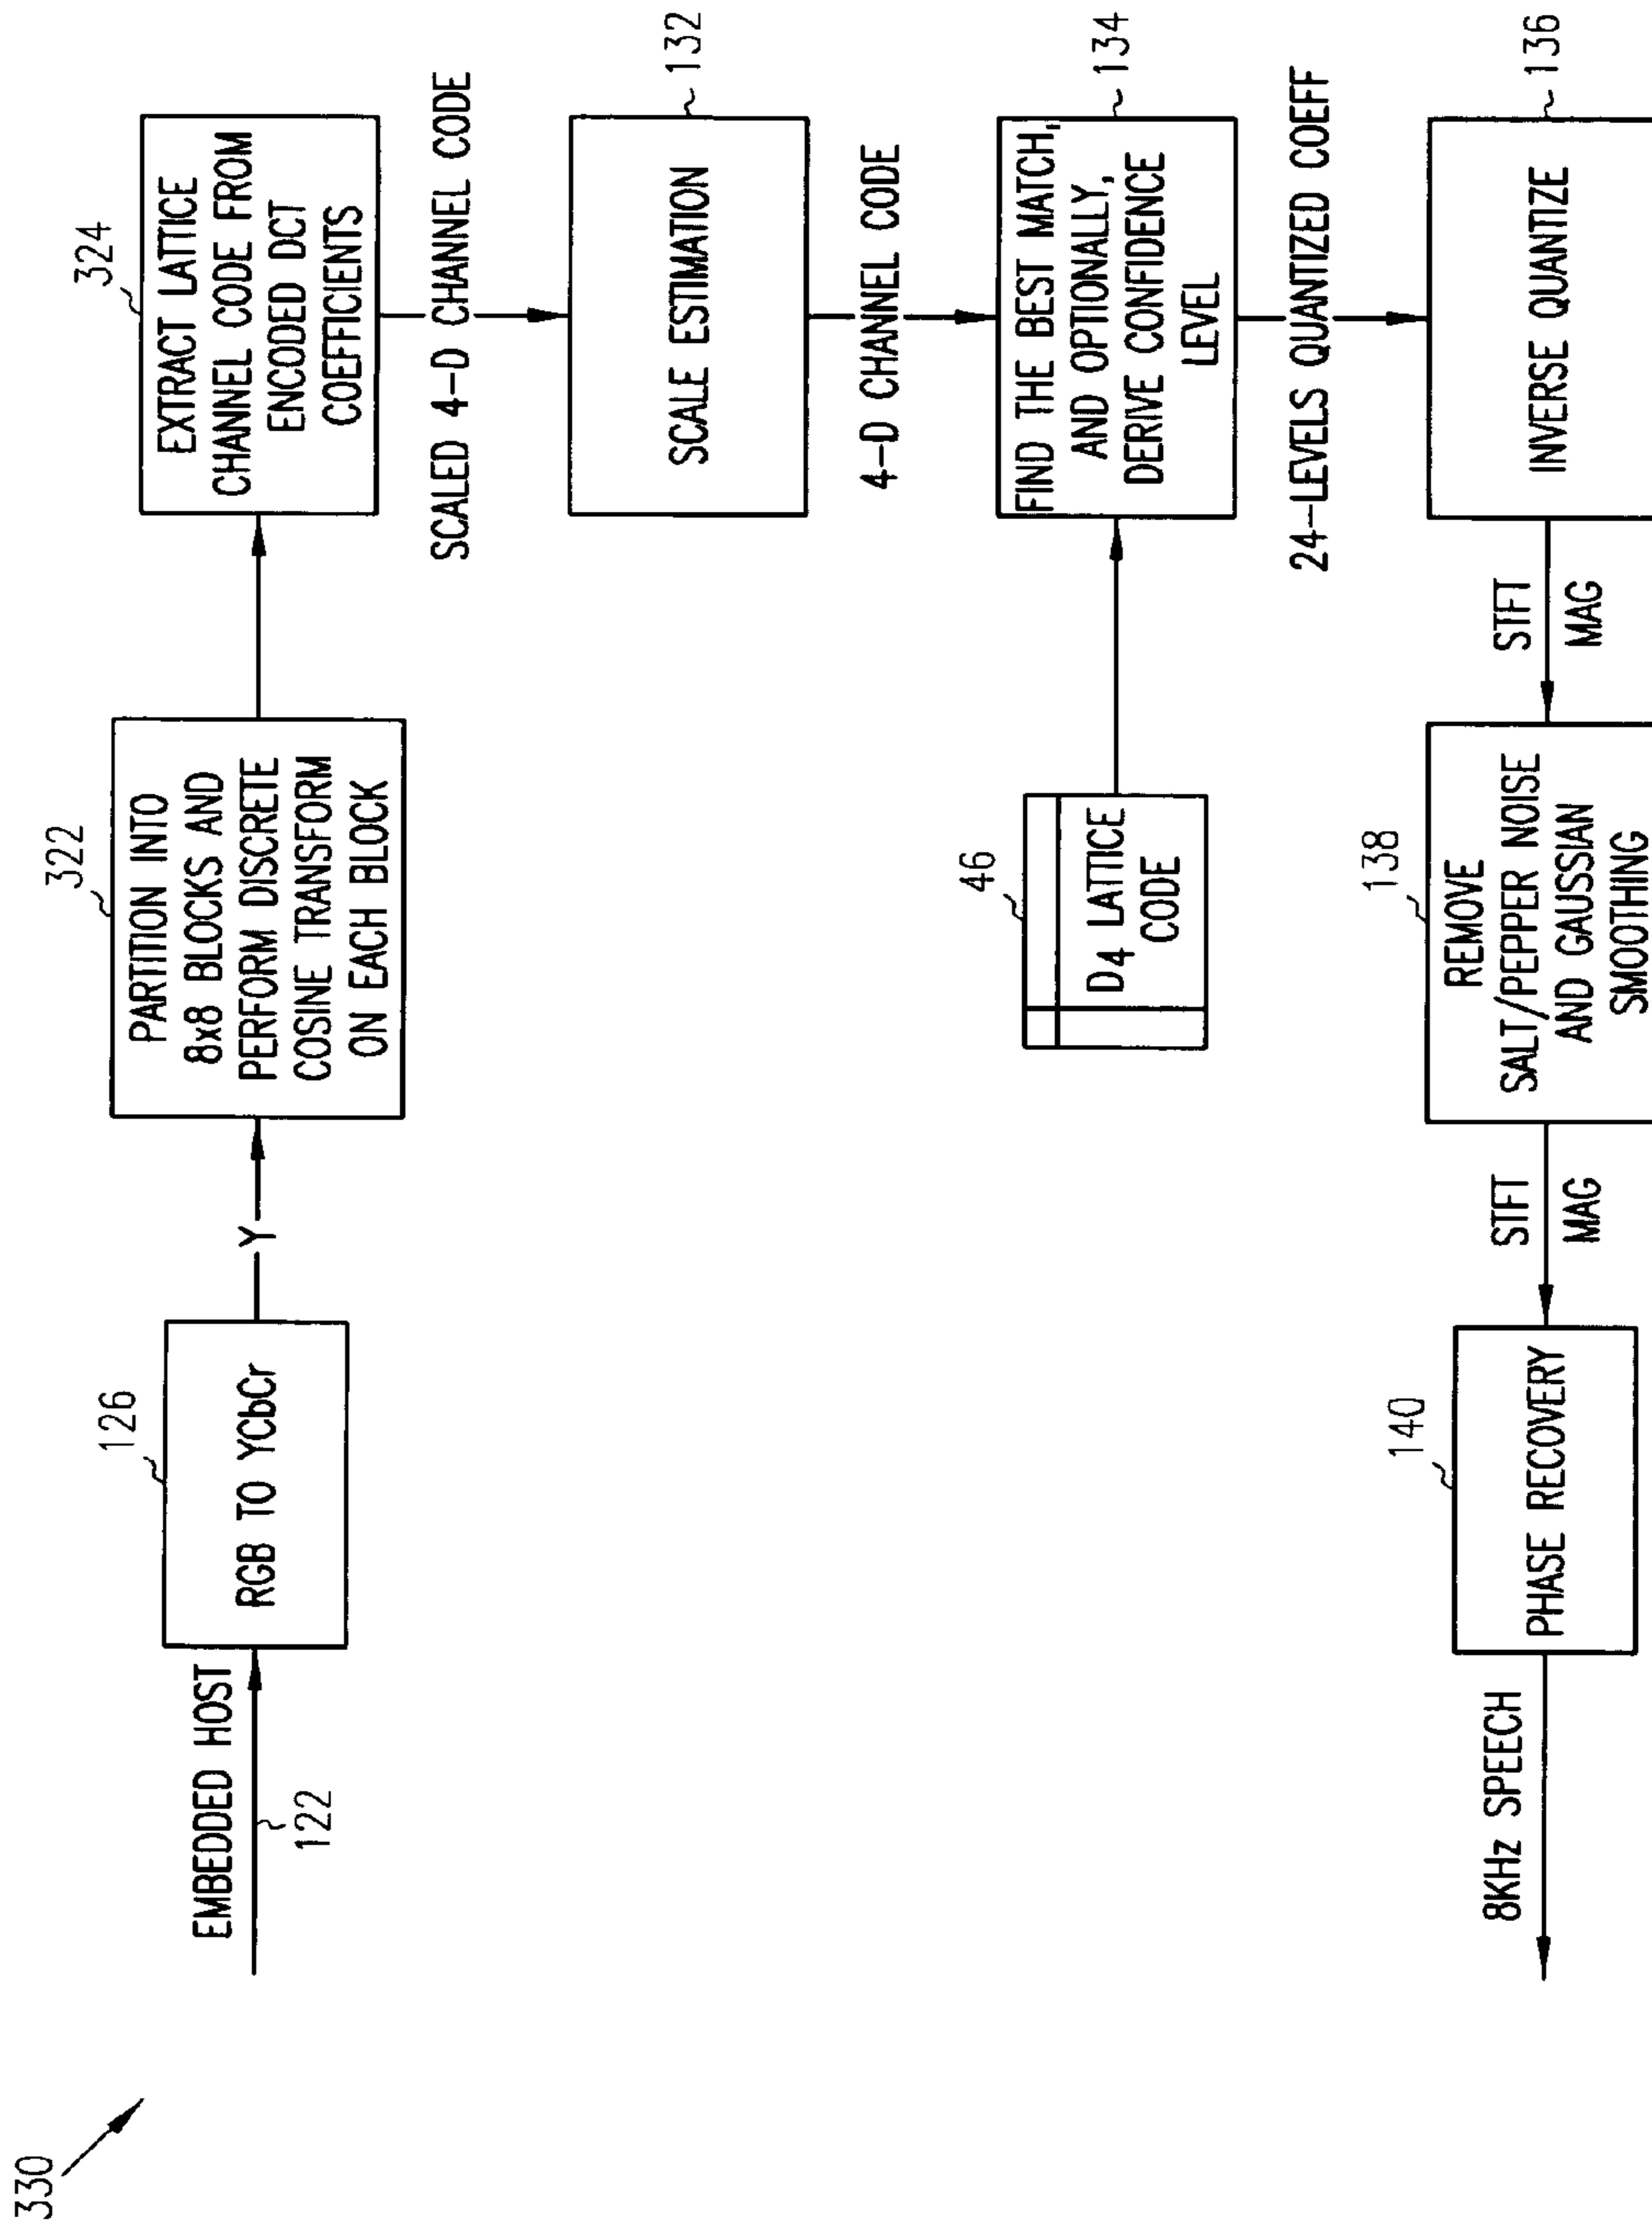 330
EMBEDDED HOST
122
126
RGB TO YCbCr
Y
322
PARTITION INTO
8x8 BLOCKS AND
PERFORM DISCRETE
COSINE TRANSFORM
ON EACH BLOCK
324
EXTRACT LATTICE
CHANNEL CODE FROM
ENCODED DCT
COEFFICIENTS
SCALED 4-D CHANNEL CODE
132
SCALE ESTIMATION
4-D CHANNEL CODE
46
D4 LATTICE
CODE
134
FIND THE BEST MATCH,
AND OPTIONALLY,
DERIVE CONFIDENCE
LEVEL
24-LEVELS QUANTIZED COEFF
136
INVERSE QUANTIZE
STFT
MAG
138
REMOVE
SALT/PEPPER NOISE
AND GAUSSIAN
SMOOTHING
STFT
MAG
140
PHASE RECOVERY
8KHz SPEECH